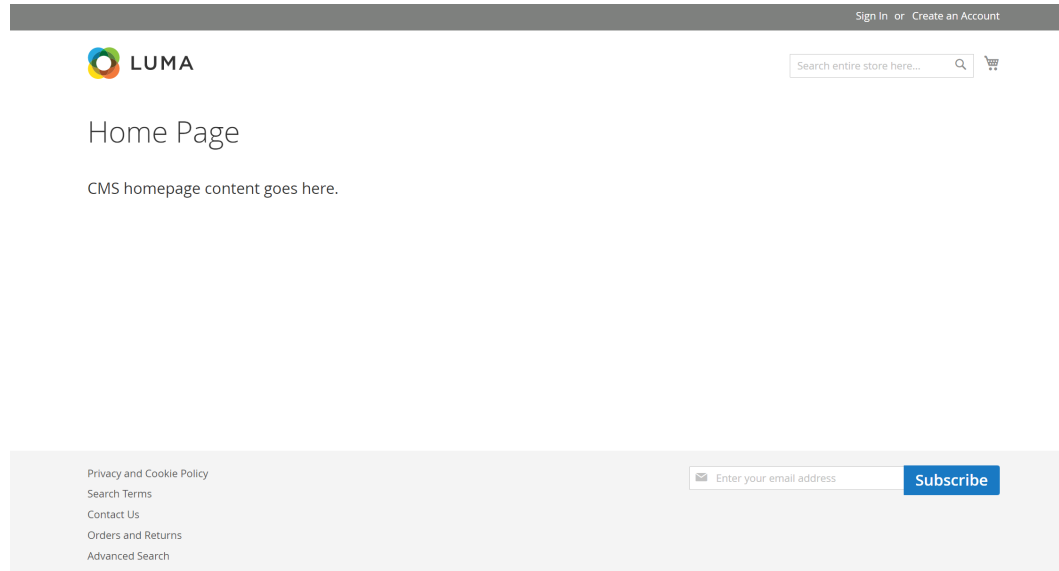 Sign In or Create an Account
LUMA
Search entire store here...
Home Page
CMS homepage content goes here.
Privacy and Cookie Policy
Search Terms
Contact Us
Orders and Returns
Advanced Search
Enter your email address
Subscribe